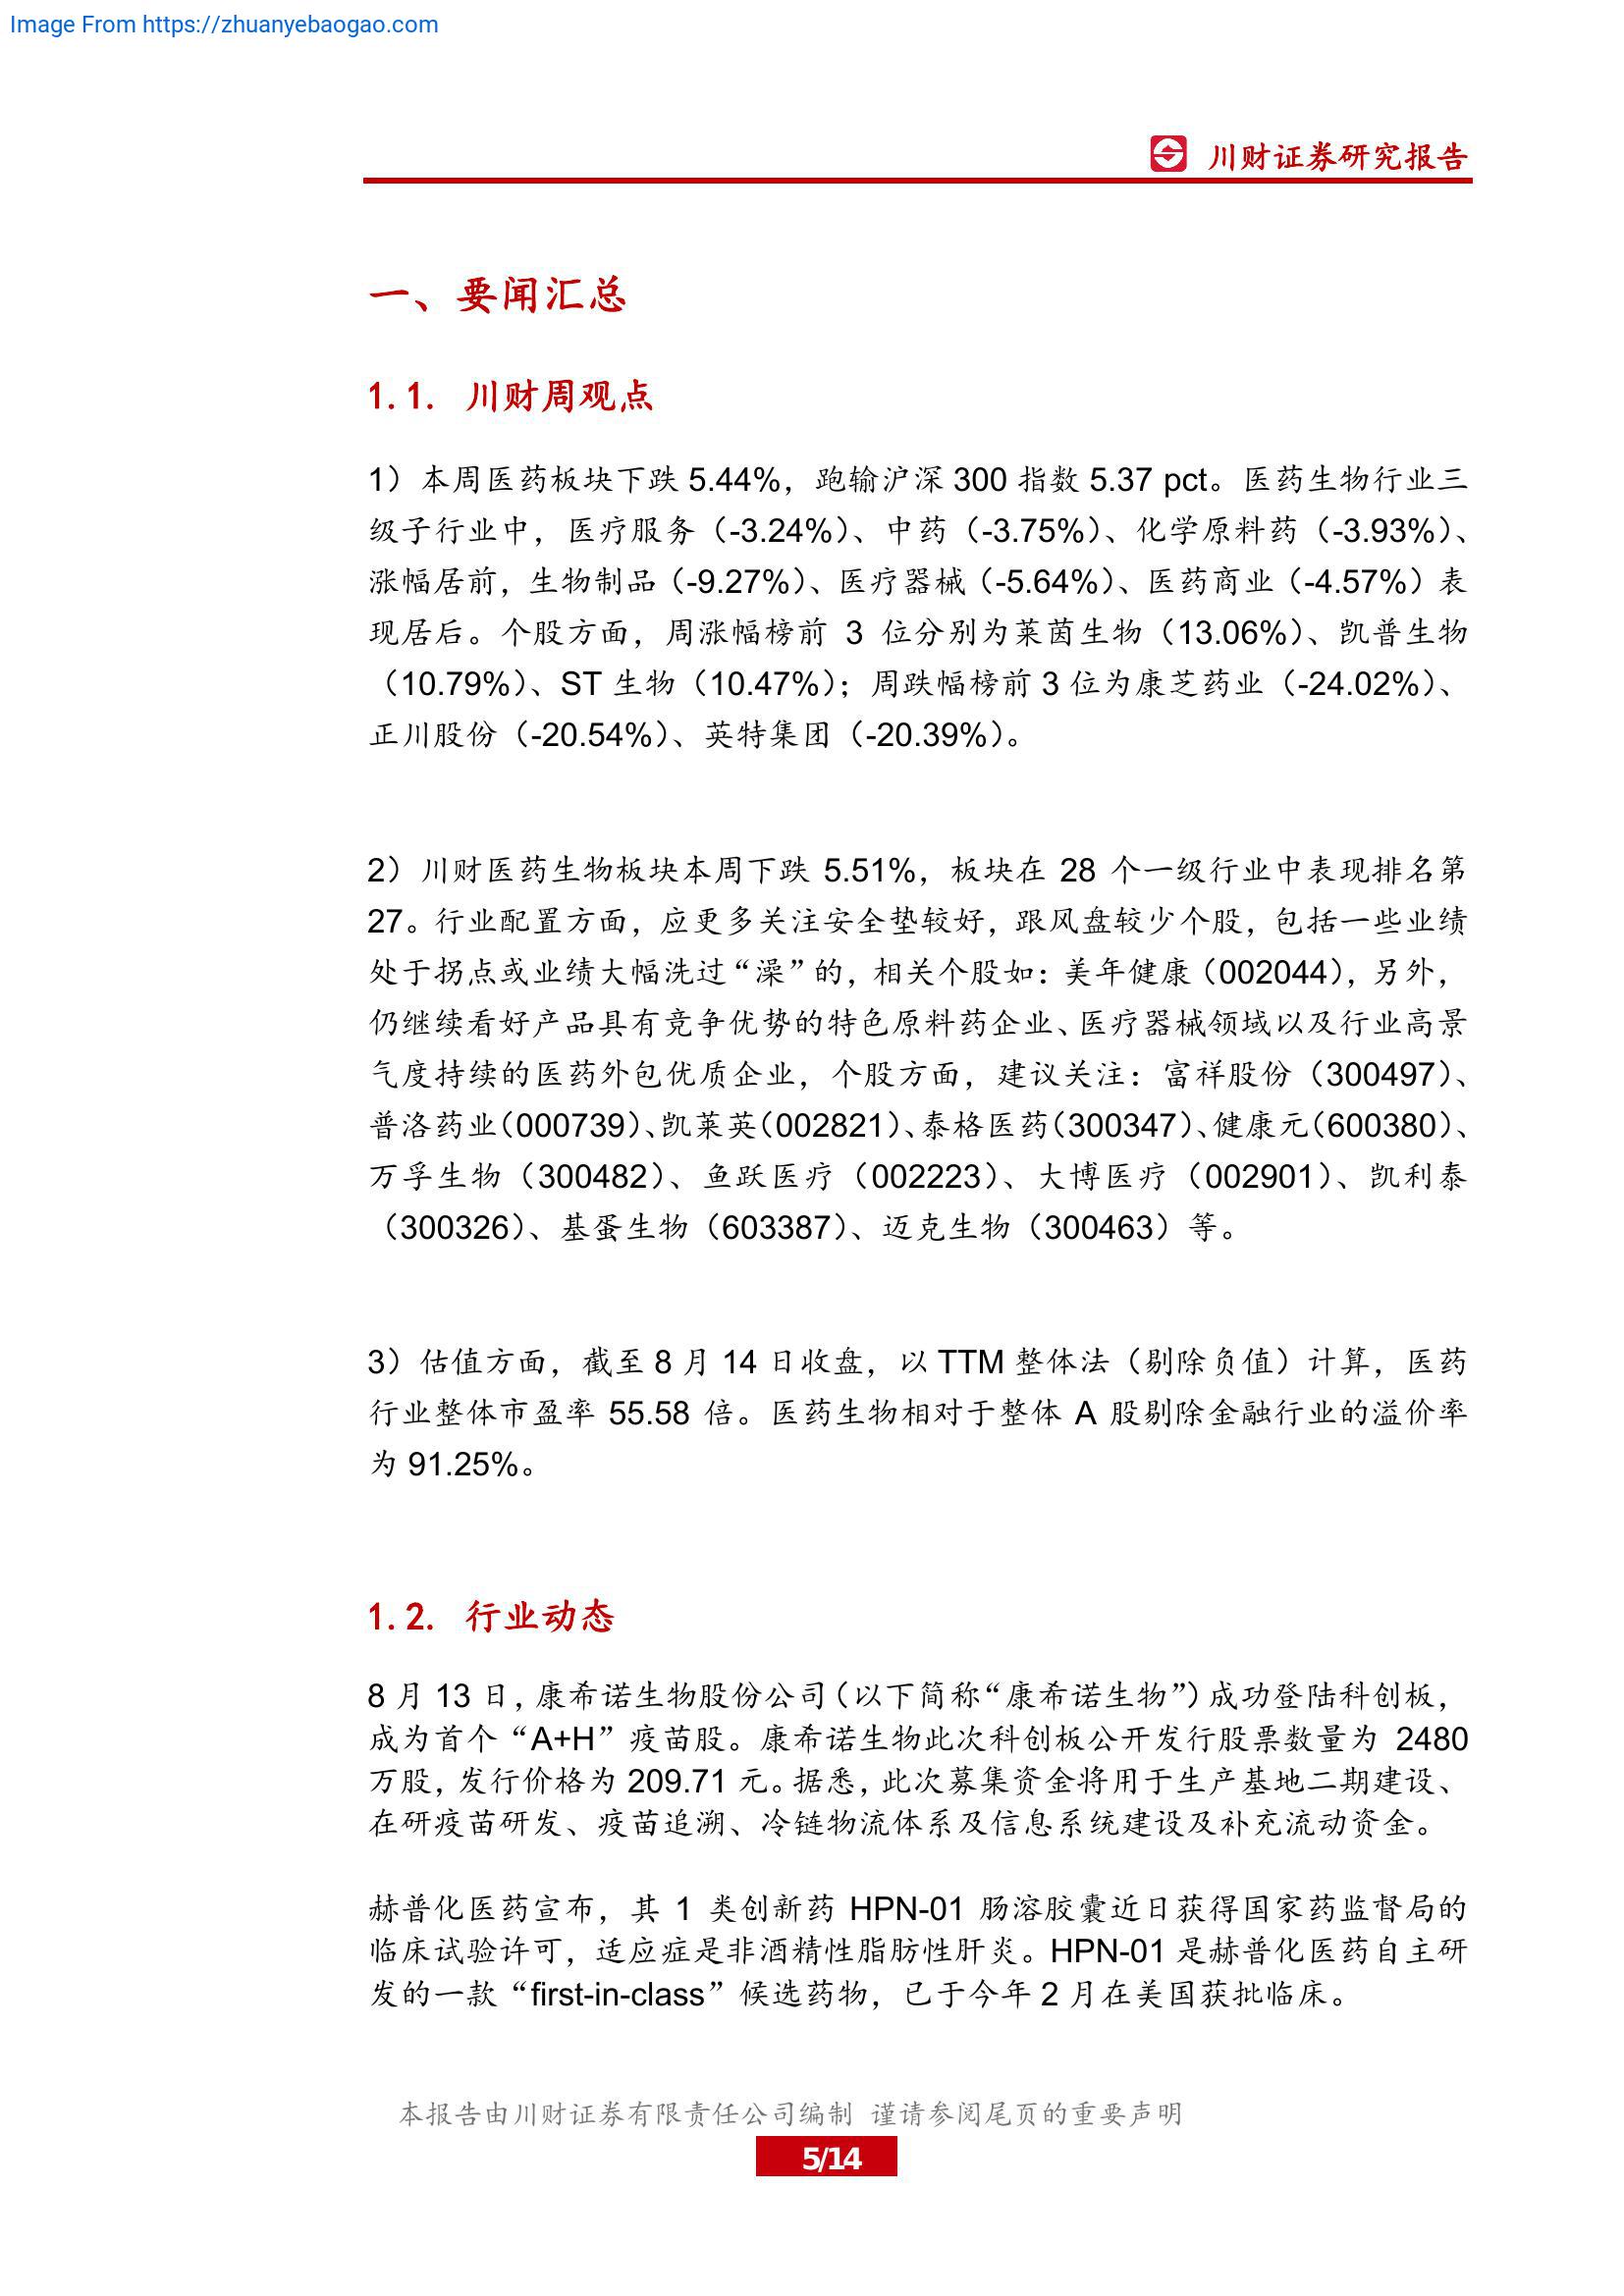 Image From https://zhuanyebaogao.com
川财证券研究报告
一、要闻汇总
1.1. 川财周观点
1）本周医药板块下跌 5.44%，跑输沪深 300 指数 5.37 pct。医药生物行业三
级子行业中，医疗服务（-3.24%）、中药（-3.75%）、化学原料药（-3.93%）、
涨幅居前，生物制品（-9.27%）、医疗器械（-5.64%）、医药商业（-4.57%）表
现居后。个股方面，周涨幅榜前 3 位分别为莱茵生物（13.06%）、凯普生物
（10.79%）、ST 生物（10.47%）；周跌幅榜前 3 位为康芝药业（-24.02%）、
正川股份（-20.54%）、英特集团（-20.39%）。
2）川财医药生物板块本周下跌 5.51%，板块在 28 个一级行业中表现排名第
27。行业配置方面，应更多关注安全垫较好，跟风盘较少个股，包括一些业绩
处于拐点或业绩大幅洗过“澡”的，相关个股如：美年健康（002044），另外，
仍继续看好产品具有竞争优势的特色原料药企业、医疗器械领域以及行业高景
气度持续的医药外包优质企业，个股方面，建议关注：富祥股份（300497）、
普洛药业（000739）、凯莱英（002821）、泰格医药（300347）、健康元（600380）、
万孚生物（300482）、鱼跃医疗（002223）、大博医疗（002901）、凯利泰
（300326）、基蛋生物（603387）、迈克生物（300463）等。
3）估值方面，截至 8 月 14 日收盘，以 TTM 整体法（剔除负值）计算，医药
行业整体市盈率 55.58 倍。医药生物相对于整体 A 股剔除金融行业的溢价率
为 91.25%。
1.2. 行业动态
8 月 13 日，康希诺生物股份公司（以下简称“康希诺生物”）成功登陆科创板，
成为首个“A+H”疫苗股。康希诺生物此次科创板公开发行股票数量为 2480
万股，发行价格为 209.71 元。据悉，此次募集资金将用于生产基地二期建设、
在研疫苗研发、疫苗追溯、冷链物流体系及信息系统建设及补充流动资金。
赫普化医药宣布，其 1 类创新药 HPN-01 肠溶胶囊近日获得国家药监督局的
临床试验许可，适应症是非酒精性脂肪性肝炎。HPN-01 是赫普化医药自主研
发的一款“first-in-class”候选药物，已于今年 2 月在美国获批临床。
本报告由川财证券有限责任公司编制 谨请参阅尾页的重要声明
5/14